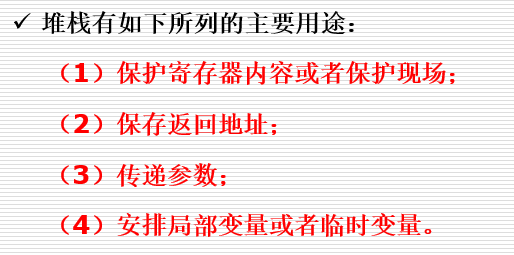 ✓ 堆栈有如下所列的主要用途：
（1）保护寄存器内容或者保护现场；
（2）保存返回地址；
（3）传递参数；
（4）安排局部变量或者临时变量。